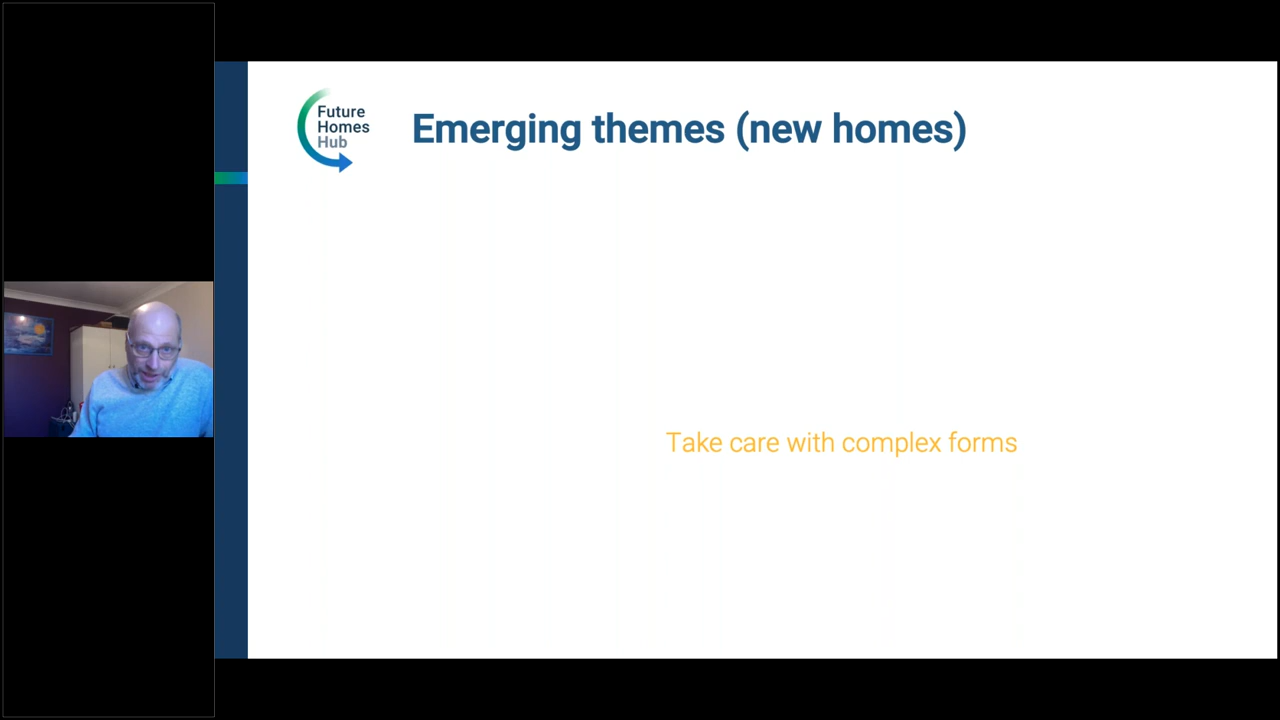 Future
Homes
Hub
Emerging themes (new homes)
Take care with complex forms